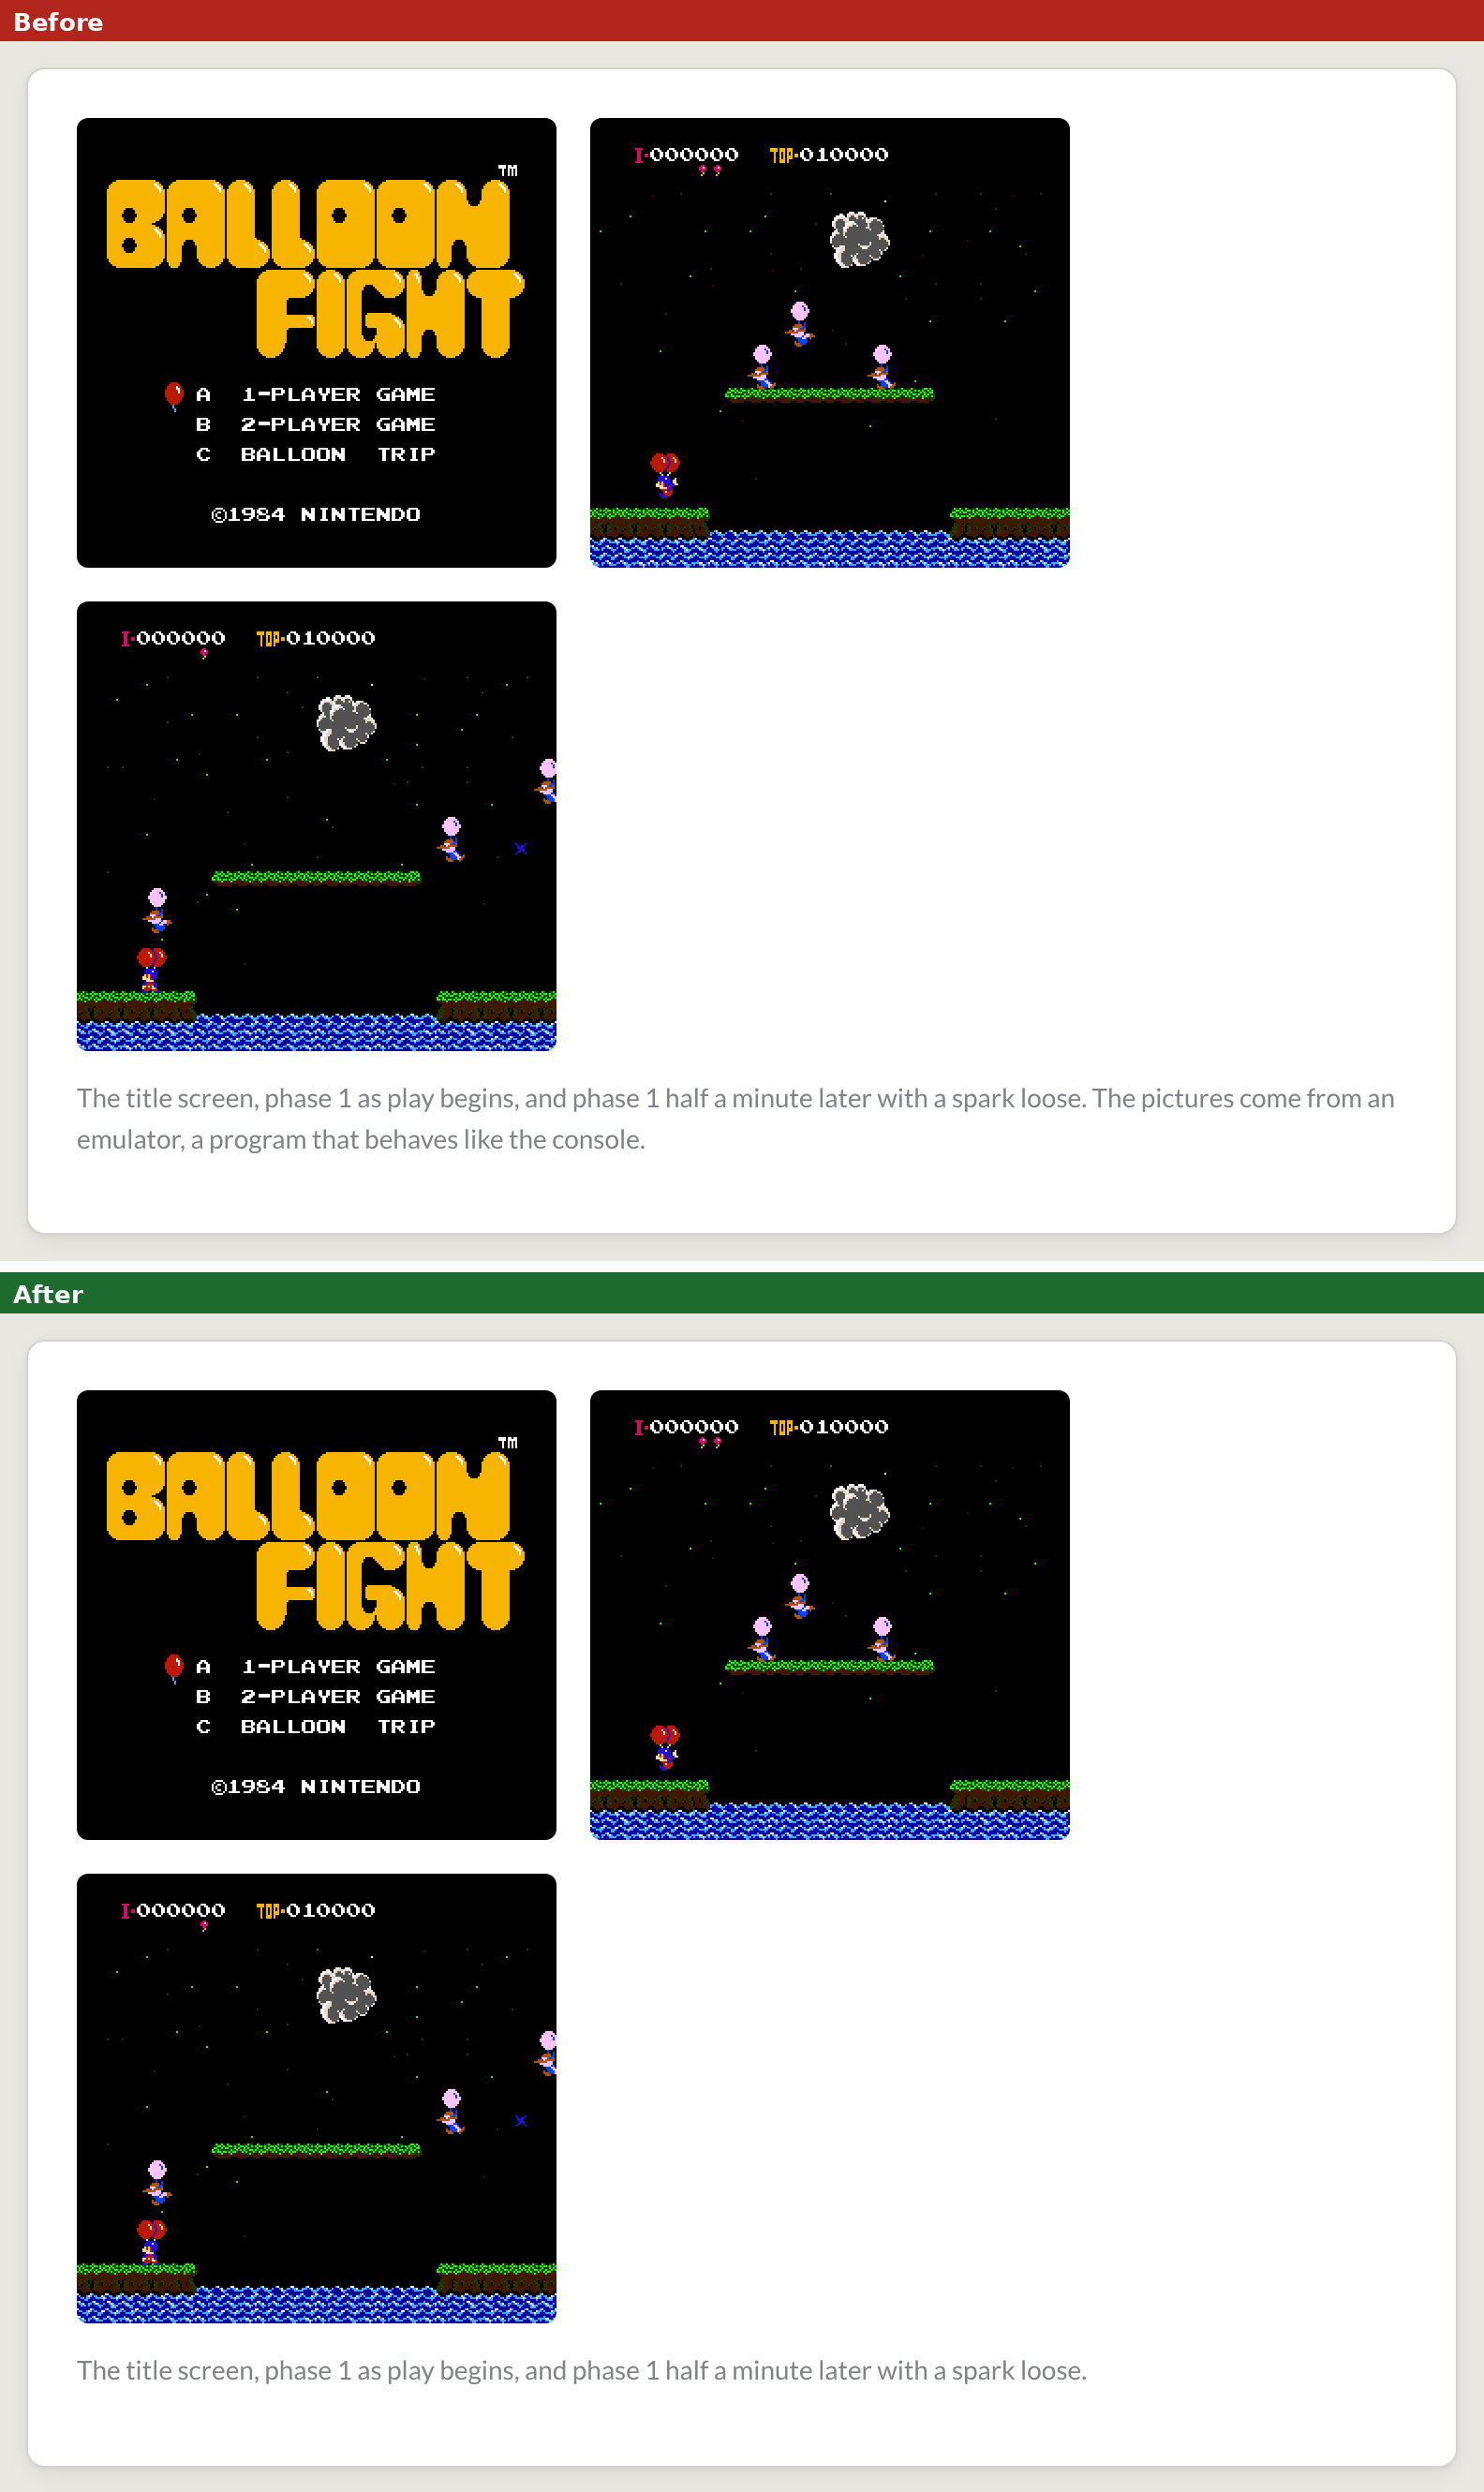 Before
TM
BALLOON
FIGHT
A 1-PLAYER GAME
B 2-PLAYER GAME
C BALLOON TRIP
©1984 NINTENDO
I-000000 TOP-010000
I-000000 TOP-010000
The title screen, phase 1 as play begins, and phase 1 half a minute later with a spark loose. The pictures come from an
emulator, a program that behaves like the console.
After
TM
BALLOON
FIGHT
A 1-PLAYER GAME
B 2-PLAYER GAME
C BALLOON TRIP
©1984 NINTENDO
I-000000 TOP-010000
I-000000 TOP-010000
The title screen, phase 1 as play begins, and phase 1 half a minute later with a spark loose.